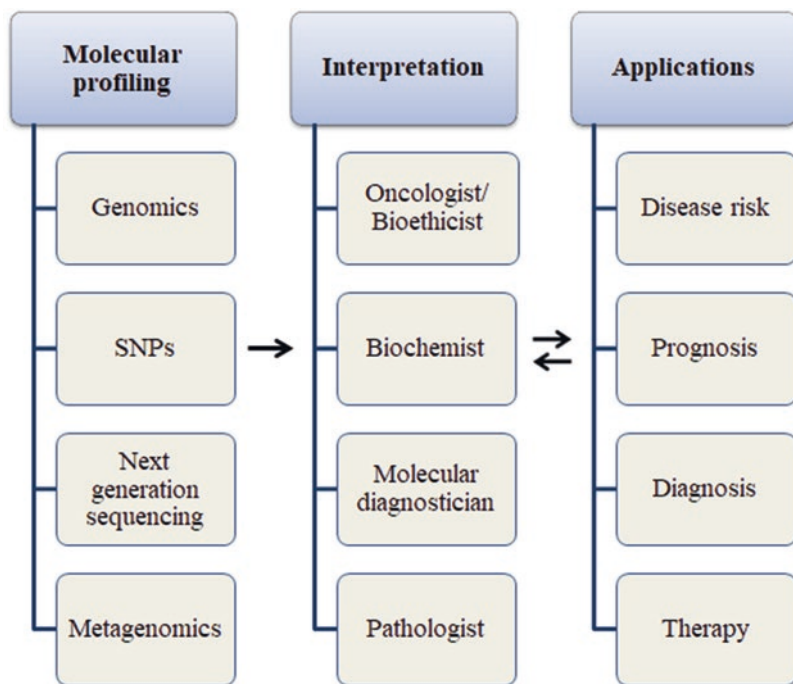 Molecular
profiling
Genomics
SNPs
Next
generation
sequencing
Metagenomics
Interpretation
Oncologist/
Bioethicist
Biochemist
Molecular
diagnostician
Pathologist
Applications
Disease risk
Prognosis
Diagnosis
Therapy